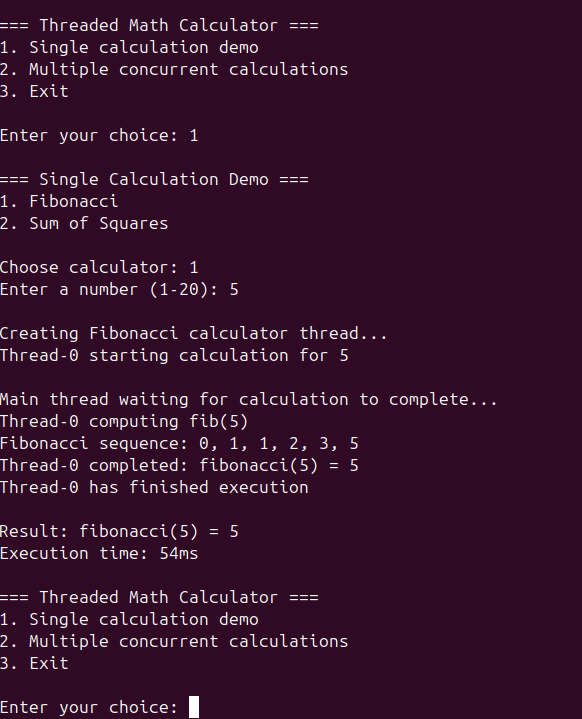 === Threaded Math Calculator ===
1. Single calculation demo
2. Multiple concurrent calculations
3. Exit
Enter your choice: 1
=== Single Calculation Demo ===
1. Fibonacci
2. Sum of Squares
Choose calculator: 1
Enter a number (1-20): 5
Creating Fibonacci calculator thread...
Thread-0 starting calculation for 5
Main thread waiting for calculation to complete...
Thread-0 computing fib(5)
Fibonacci sequence: 0, 1, 1, 2, 3, 5
Thread-0 completed: fibonacci(5) = 5
Thread-0 has finished execution
Result: fibonacci(5) = 5
Execution time: 54ms
=== Threaded Math Calculator ===
1. Single calculation demo
2. Multiple concurrent calculations
3. Exit
Enter your choice: